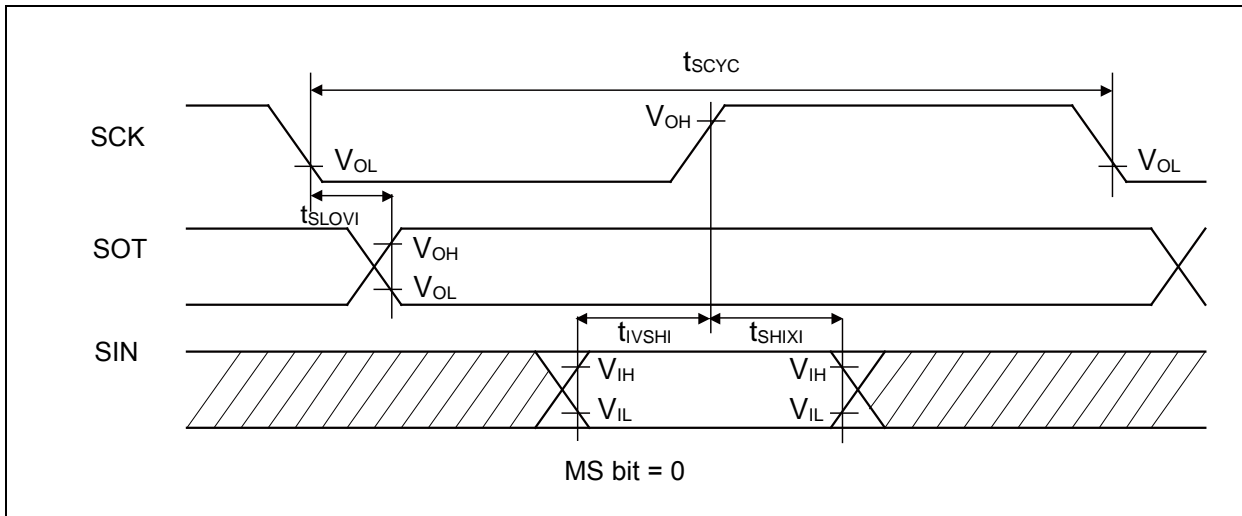 tSCYC
SCK
VOH
VOL
VOL
tSLOVI
SOT
VOH
VOL
tIVSHI
tSHIXI
SIN
VIH
VIH
VIL
VIL
MS bit = 0